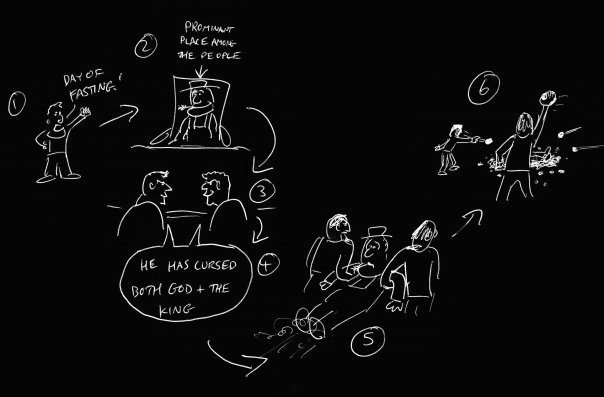 1
DAY OF
FASTING!
2
PROMINANT
PLACE AMONG
THE PEOPLE
3
4
HE HAS CURSED
BOTH GOD + THE
KING
5
6